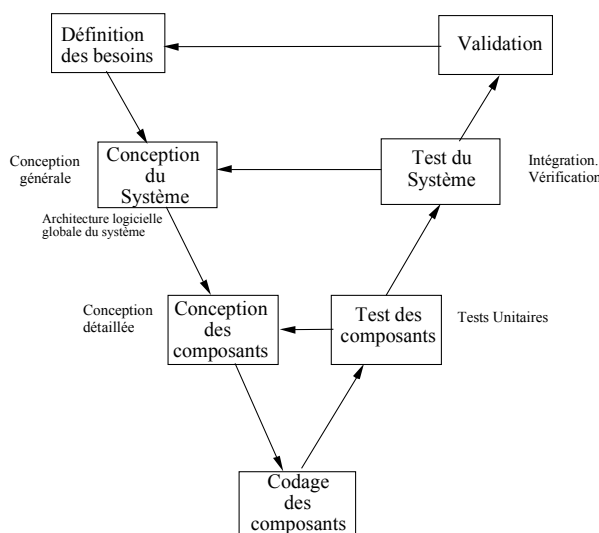 Définition
des besoins
Validation
Conception
générale
Conception
du
Système
Test du
Système
Intégration.
Vérification
Architecture logicielle
globale du système
Conception
détaillée
Conception
des
composants
Test des
composants
Tests Unitaires
Codage
des
composants